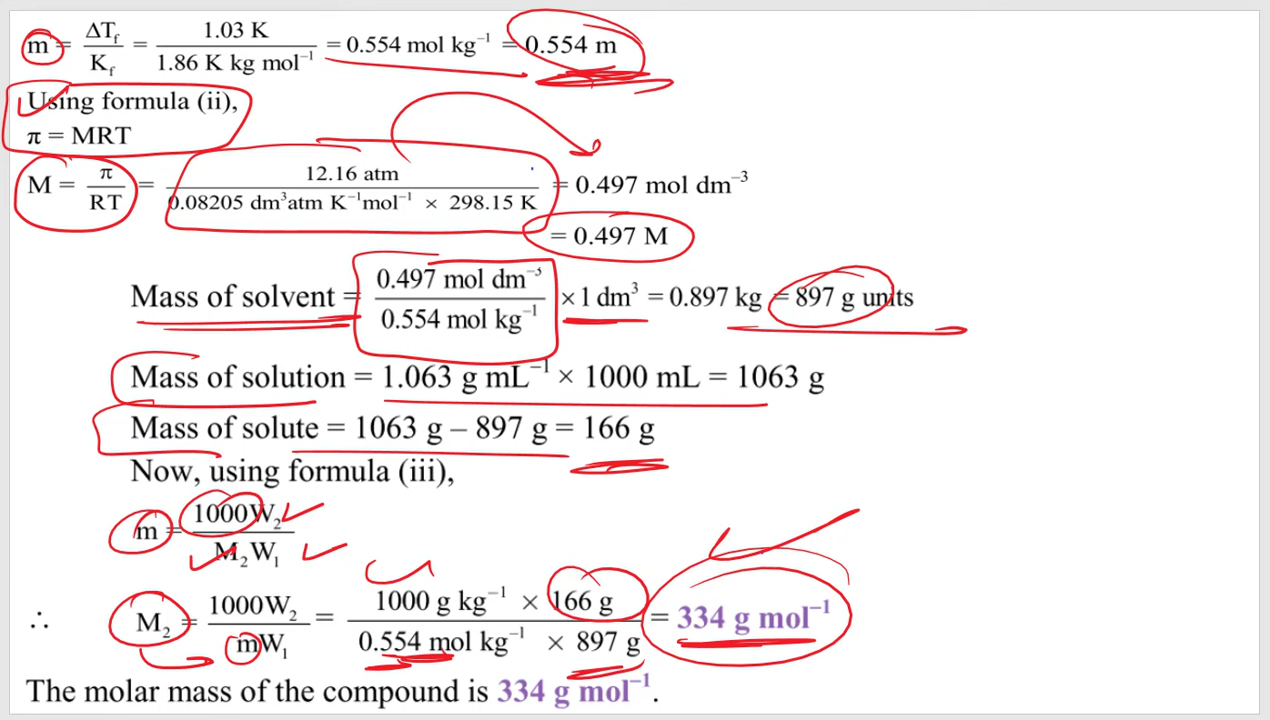 m = ΔT_f / K_f = 1.03 K / 1.86 K kg mol⁻¹ = 0.554 mol kg⁻¹ = 0.554 m
Using formula (ii),
π = MRT
M = π / RT = 12.16 atm / 0.08205 dm³atm K⁻¹mol⁻¹ × 298.15 K = 0.497 mol dm⁻³
= 0.497 M
Mass of solvent = 0.497 mol dm⁻³ / 0.554 mol kg⁻¹ × 1 dm³ = 0.897 kg = 897 g units
Mass of solution = 1.063 g mL⁻¹ × 1000 mL = 1063 g
Mass of solute = 1063 g – 897 g = 166 g
Now, using formula (iii),
m = 1000W₂ / M₂W₁
∴ M₂ = 1000W₂ / mW₁ = 1000 g kg⁻¹ × 166 g / 0.554 mol kg⁻¹ × 897 g = 334 g mol⁻¹
The molar mass of the compound is 334 g mol⁻¹.